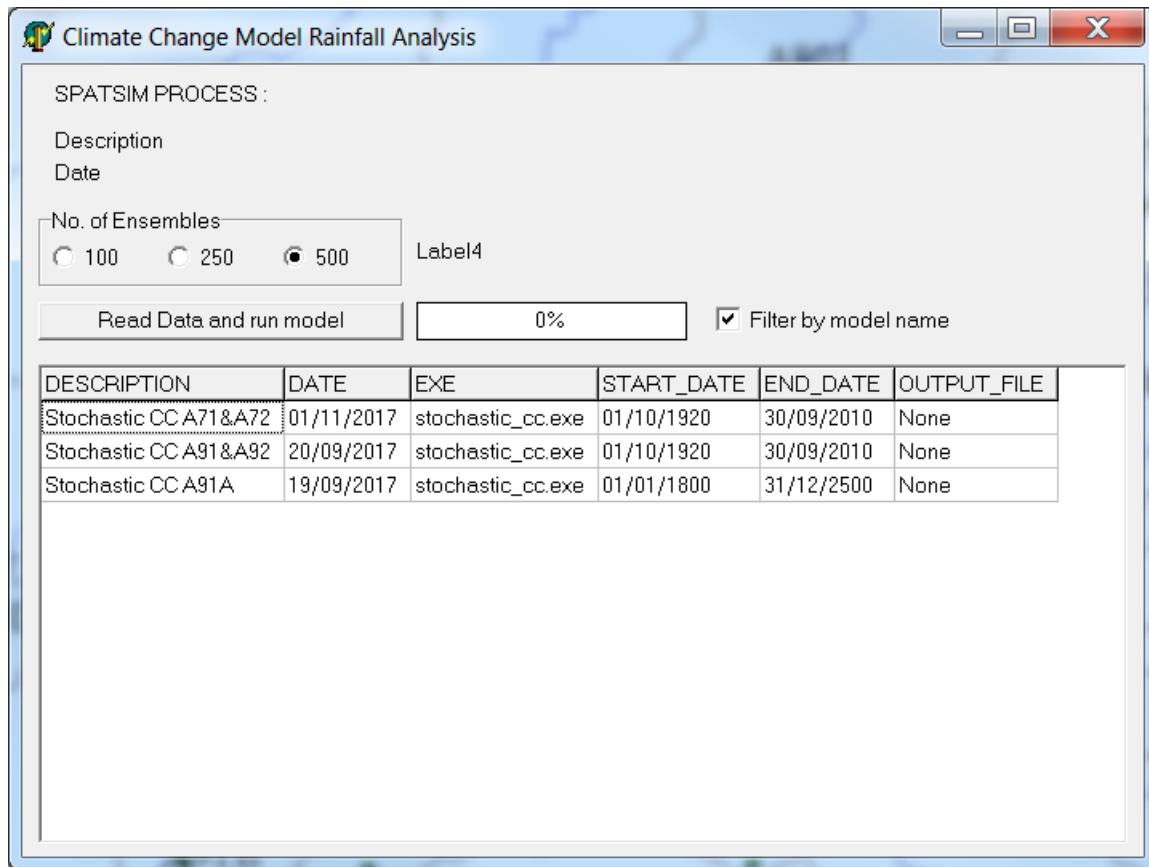 Climate Change Model Rainfall Analysis
SPATSIM PROCESS :
Description
Date
No. of Ensembles
100 250 500 Label4
Read Data and run model 0% Filter by model name
DESCRIPTION DATE EXE START_DATE END_DATE OUTPUT_FILE
Stochastic CC A71&A72 01/11/2017 stochastic_cc.exe 01/10/1920 30/09/2010 None
Stochastic CC A91&A92 20/09/2017 stochastic_cc.exe 01/10/1920 30/09/2010 None
Stochastic CC A91A 19/09/2017 stochastic_cc.exe 01/01/1800 31/12/2500 None